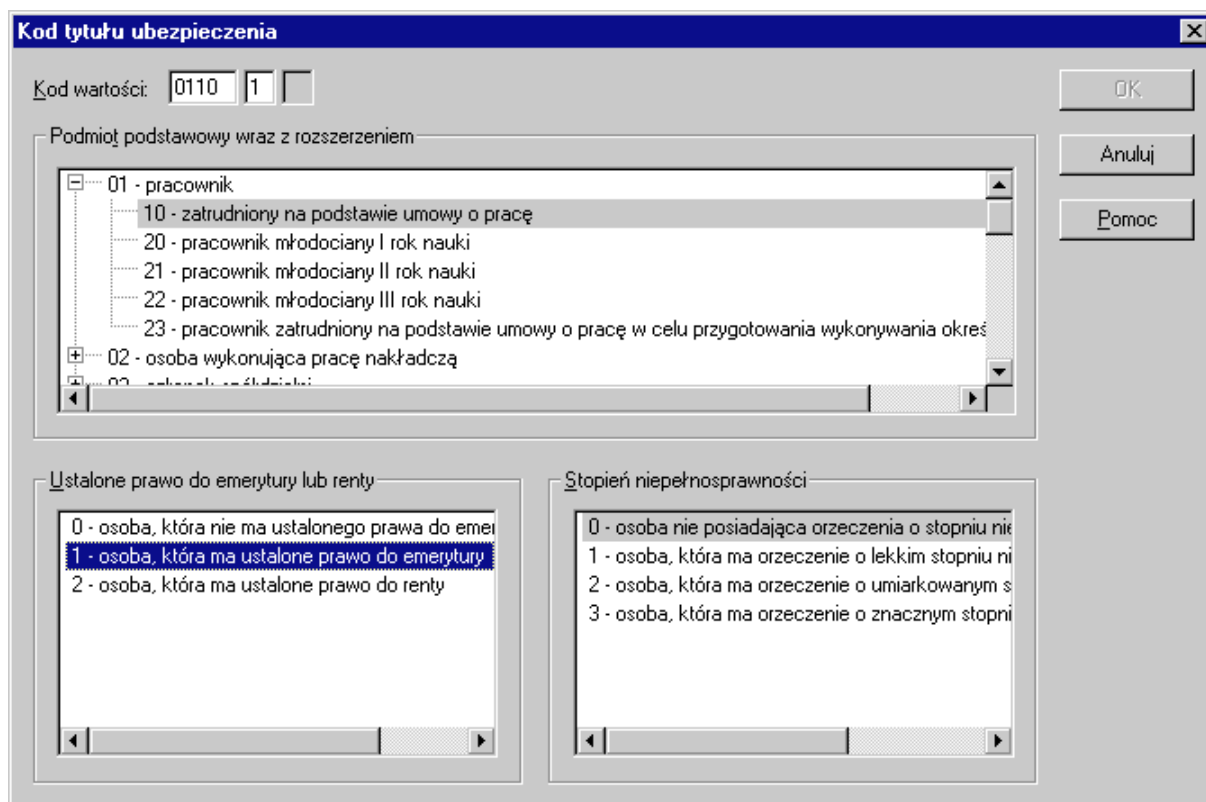 Kod tytułu ubezpieczenia
Kod wartości: 0110 1
OK
Podmiot podstawowy wraz z rozszerzeniem
Anuluj
01 - pracownik
10 - zatrudniony na podstawie umowy o pracę
Pomoc
20 - pracownik młodociany I rok nauki
21 - pracownik młodociany II rok nauki
22 - pracownik młodociany III rok nauki
23 - pracownik zatrudniony na podstawie umowy o pracę w celu przygotowania wykonywania okreś
02 - osoba wykonująca pracę nakładczą
Ustalone prawo do emerytury lub renty
0 - osoba, która nie ma ustalonego prawa do emer
1 - osoba, która ma ustalone prawo do emerytury
2 - osoba, która ma ustalone prawo do renty
Stopień niepełnosprawności
0 - osoba nie posiadająca orzeczenia o stopniu nie
1 - osoba, która ma orzeczenie o lekkim stopniu ni
2 - osoba, która ma orzeczenie o umiarkowanym s
3 - osoba, która ma orzeczenie o znacznym stopni